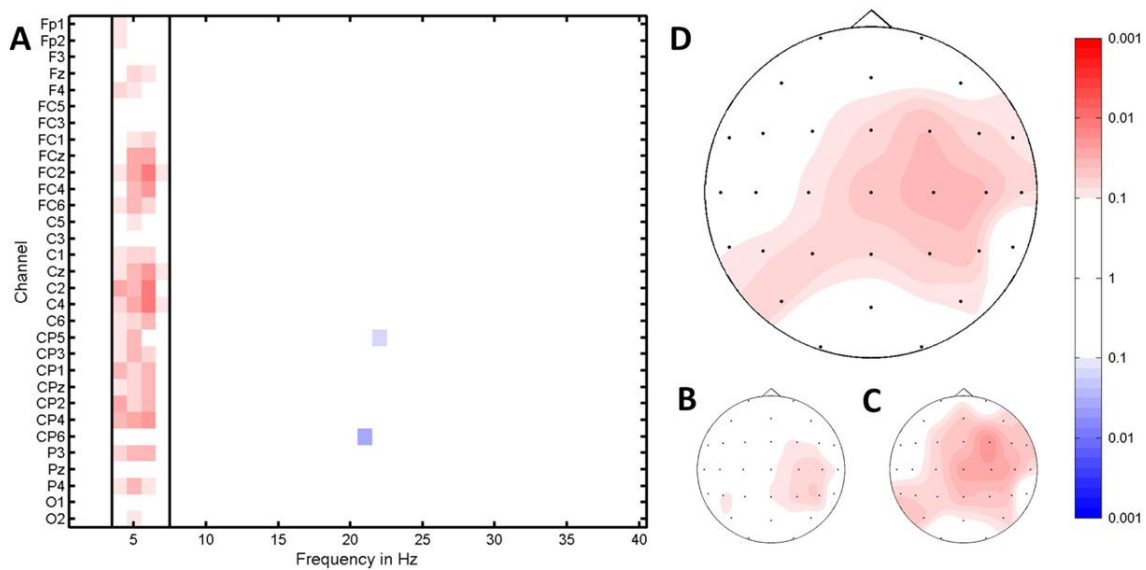 A
Channel
Fp1
Fp2
F3
Fz
F4
FC5
FC3
FC1
FCz
FC2
FC4
FC6
C5
C3
C1
Cz
C2
C4
C6
CP5
CP3
CP1
CPz
CP2
CP4
CP6
P3
Pz
P4
O1
O2
5 10 15 20 25 30 35 40
Frequency in Hz
D
B
C
0.001
0.01
0.1
1
0.1
0.01
0.001